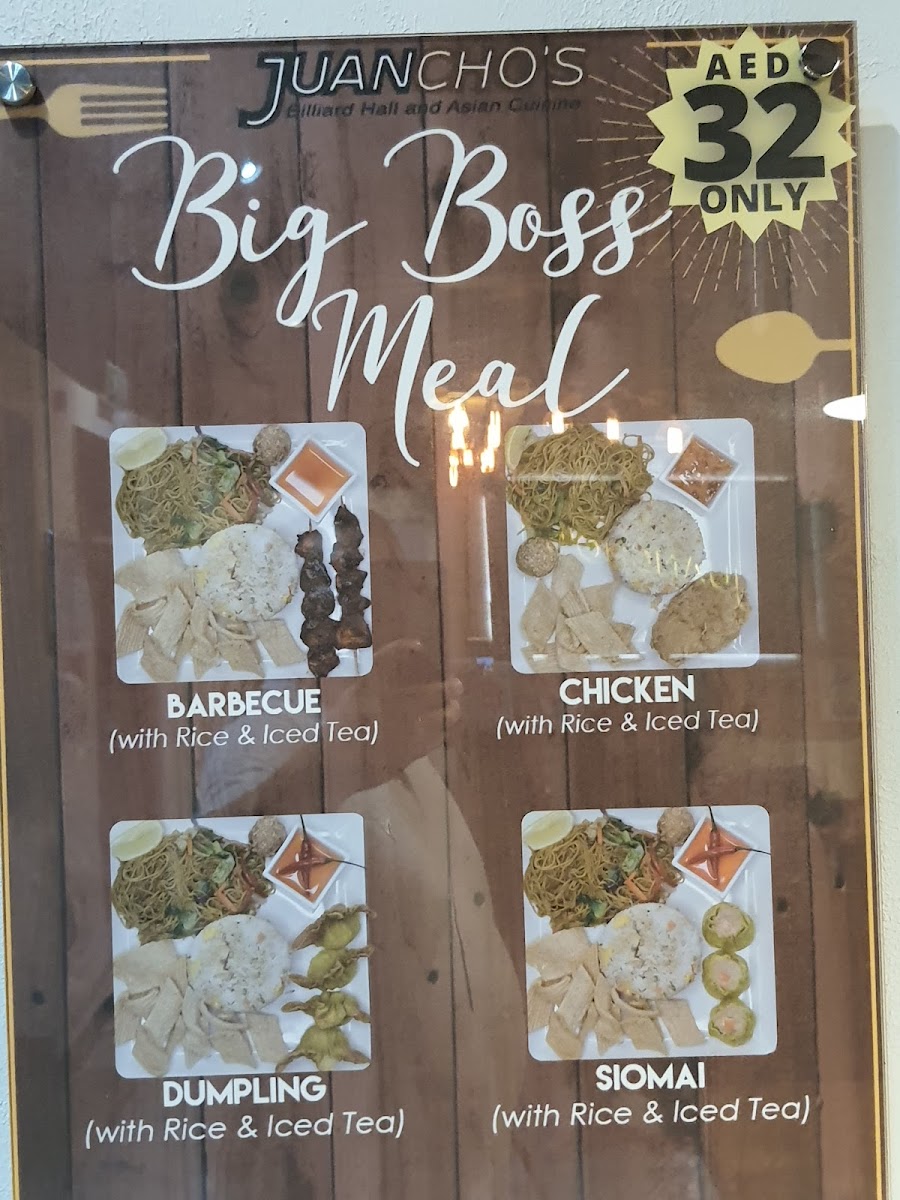 JUANCHO'S
Billiard Hall and Asian Cuisine
AED
32
ONLY
Big Boss
Meal
BARBECUE
(with Rice & Iced Tea)
CHICKEN
(with Rice & Iced Tea)
DUMPLING
(with Rice & Iced Tea)
SIOMAI
(with Rice & Iced Tea)